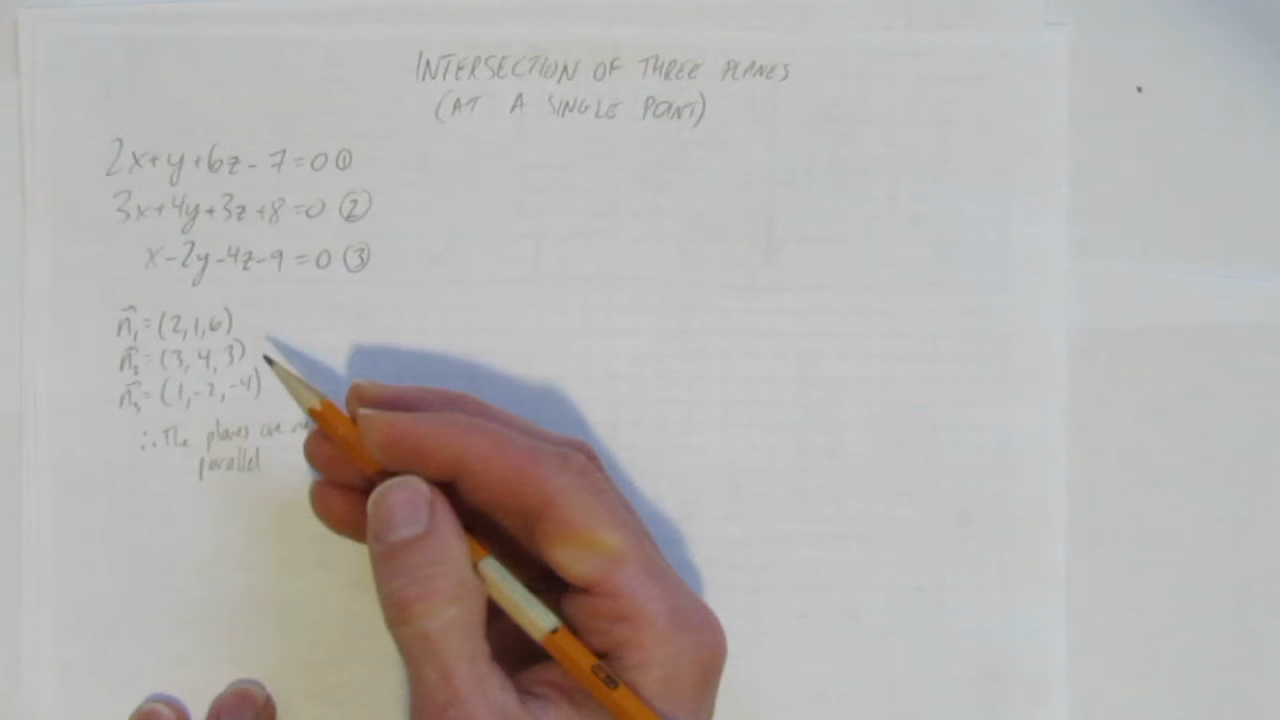 INTERSECTION OF THREE PLANES
(AT A SINGLE POINT)
2x+y+6z-7=0 ①
3x+4y+3z+8=0 ②
x-2y-4z-9=0 ③
n⃗₁=(2,1,6)
n⃗₂=(3,4,3)
n⃗₃=(1,-2,-4)
∴ The planes are
parallel